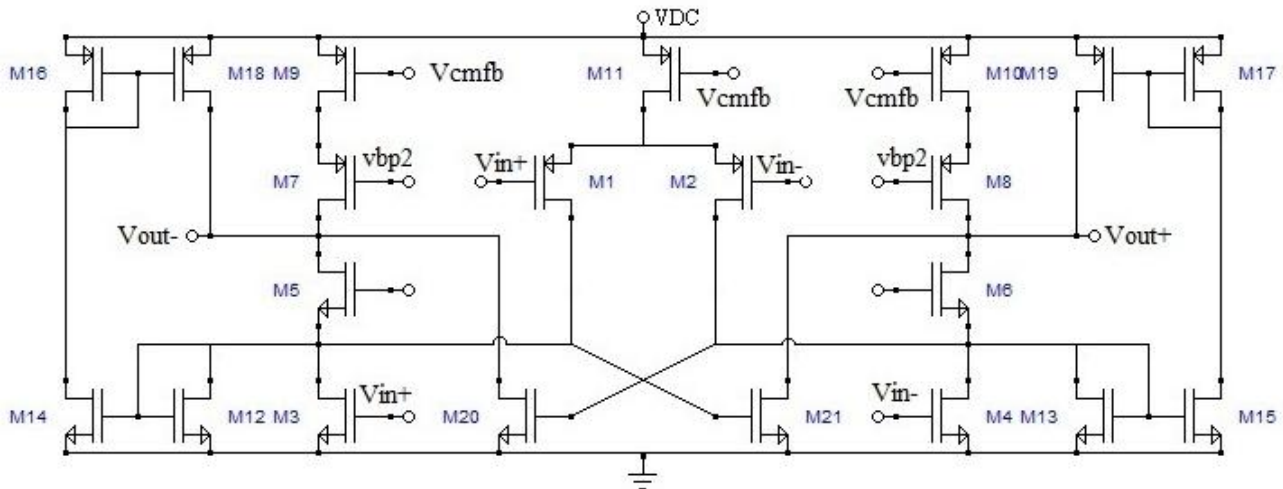 VDC
M16 M18 M9 Vcmfb M11 Vcmfb Vcmfb M10 M19 M17
M7 vbp2 Vin+ M1 M2 Vin- vbp2 M8
Vout- Vout+
M5 M6
M14 M12 M3 Vin+ M20 M21 Vin- M4 M13 M15